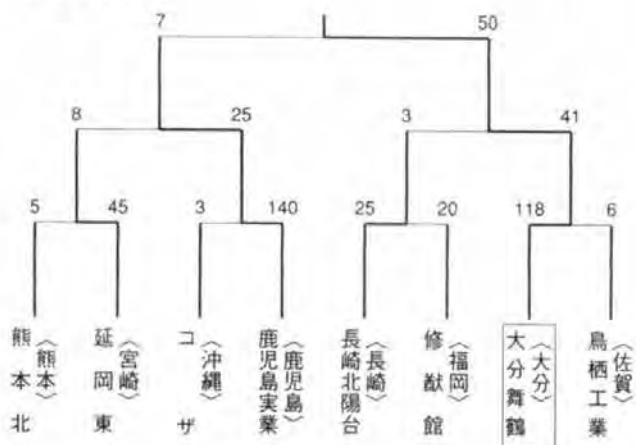 7 50
8 25 3 41
5 45 3 140 25 20 118 6
熊本北〈熊本〉
延岡東〈宮崎〉
コザ〈沖縄〉
鹿児島実業〈鹿児島〉
長崎北陽台〈長崎〉
修猷館〈福岡〉
大分舞鶴〈大分〉
鳥栖工業〈佐賀〉